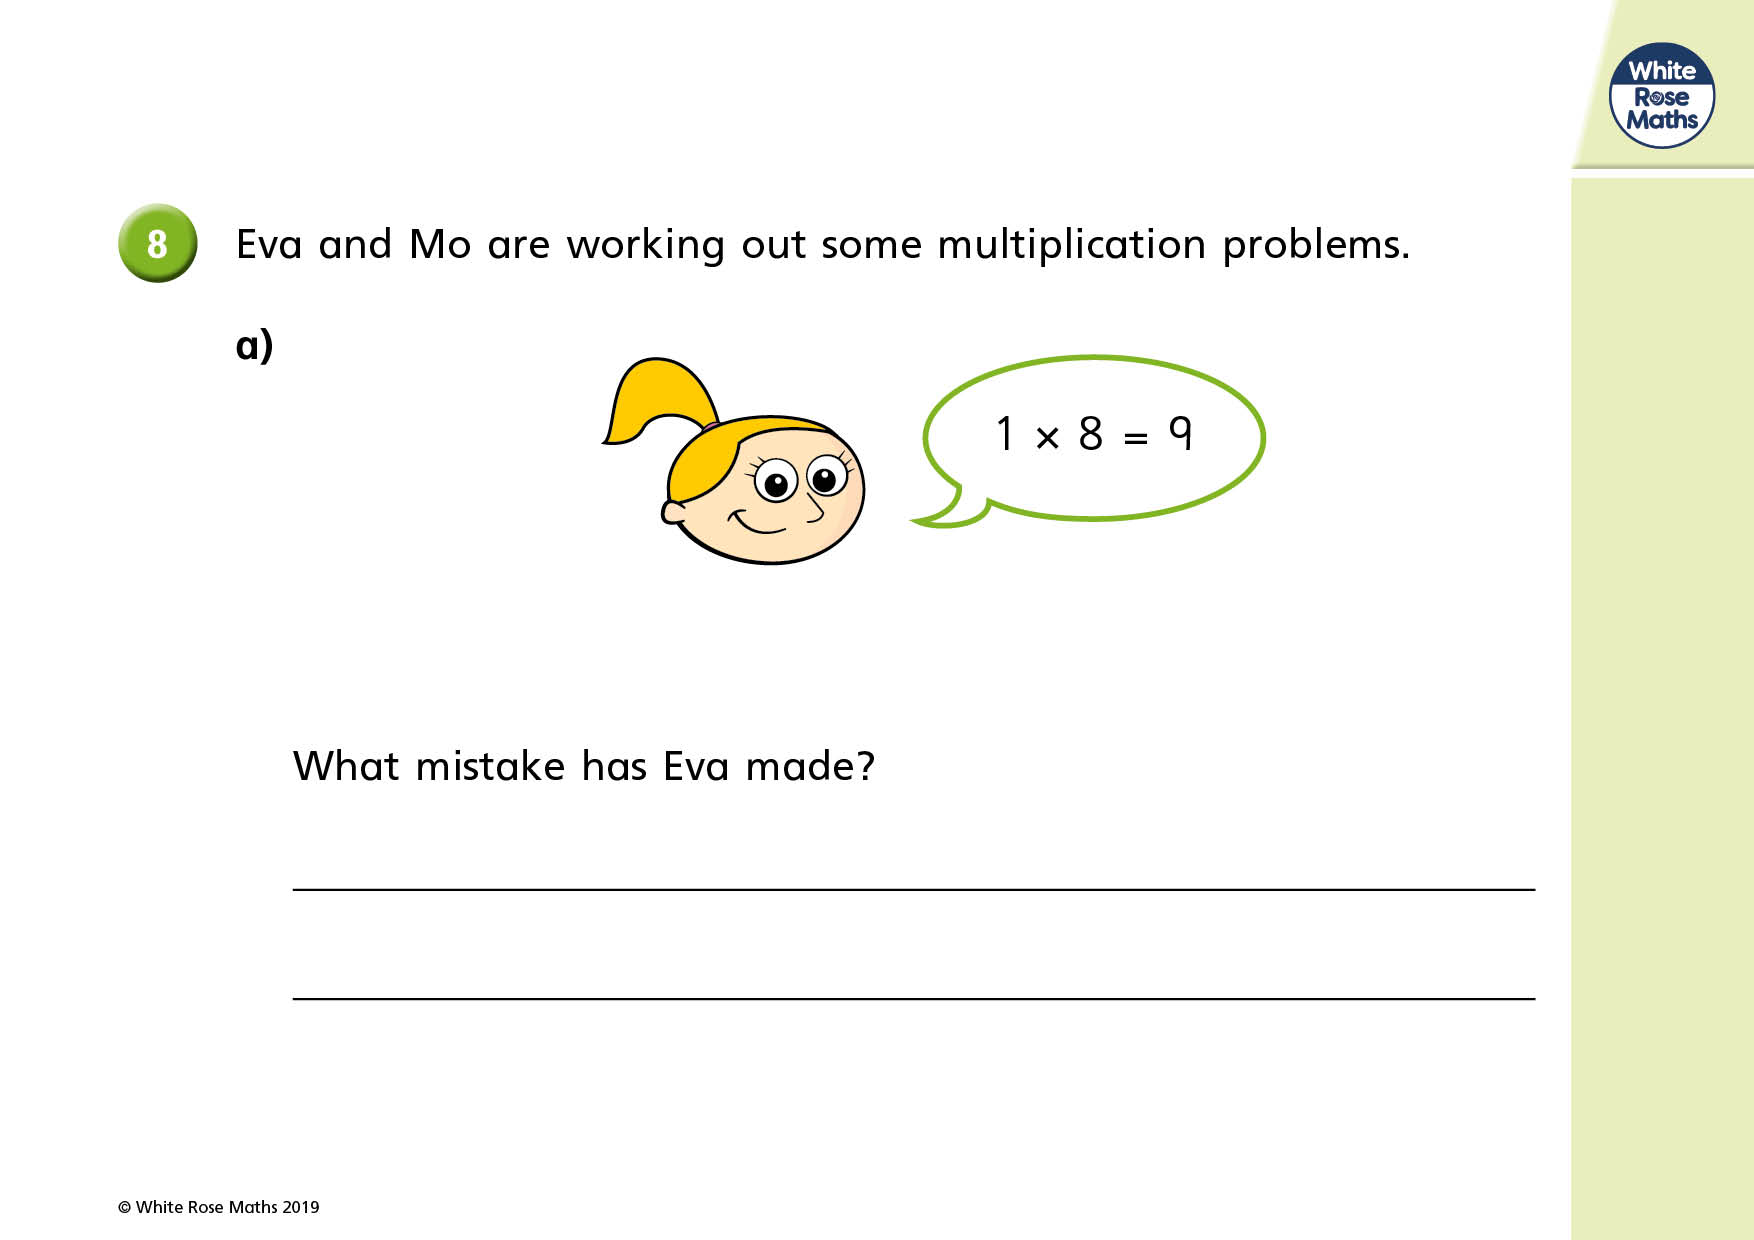 White
Rose
Maths
8 Eva and Mo are working out some multiplication problems.
a)
1 × 8 = 9
What mistake has Eva made?
© White Rose Maths 2019